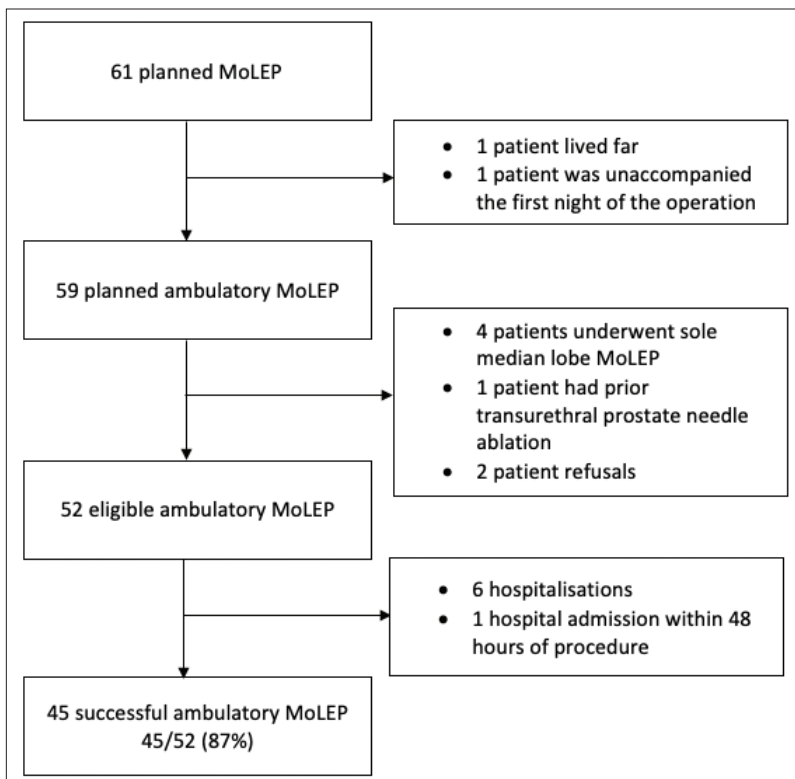 61 planned MoLEP
• 1 patient lived far
• 1 patient was unaccompanied
the first night of the operation
59 planned ambulatory MoLEP
• 4 patients underwent sole
median lobe MoLEP
• 1 patient had prior
transurethral prostate needle
ablation
• 2 patient refusals
52 eligible ambulatory MoLEP
• 6 hospitalisations
• 1 hospital admission within 48
hours of procedure
45 successful ambulatory MoLEP
45/52 (87%)